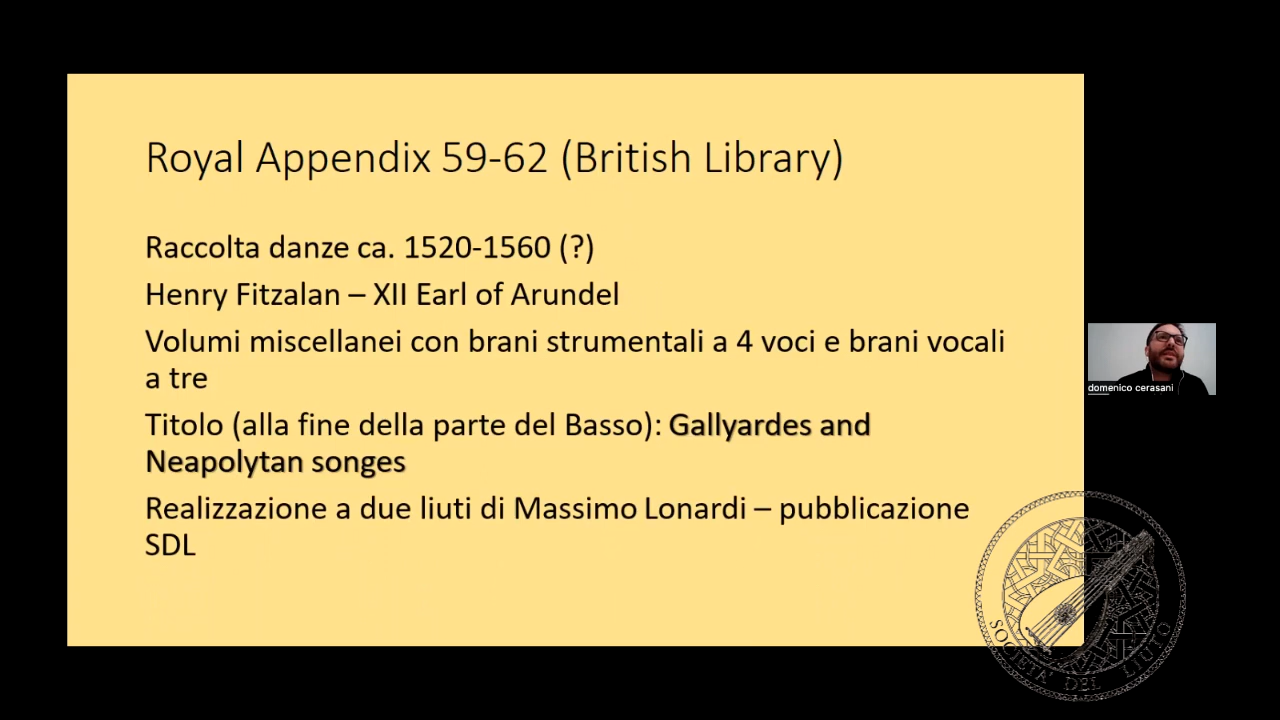 Royal Appendix 59-62 (British Library)
Raccolta danze ca. 1520-1560 (?)
Henry Fitzalan – XII Earl of Arundel
Volumi miscellanei con brani strumentali a 4 voci e brani vocali
a tre
Titolo (alla fine della parte del Basso): Gallyardes and
Neapolytan songes
Realizzazione a due liuti di Massimo Lonardi – pubblicazione
SDL
domenico cerasani
SOCIETA' DEL LIUTO